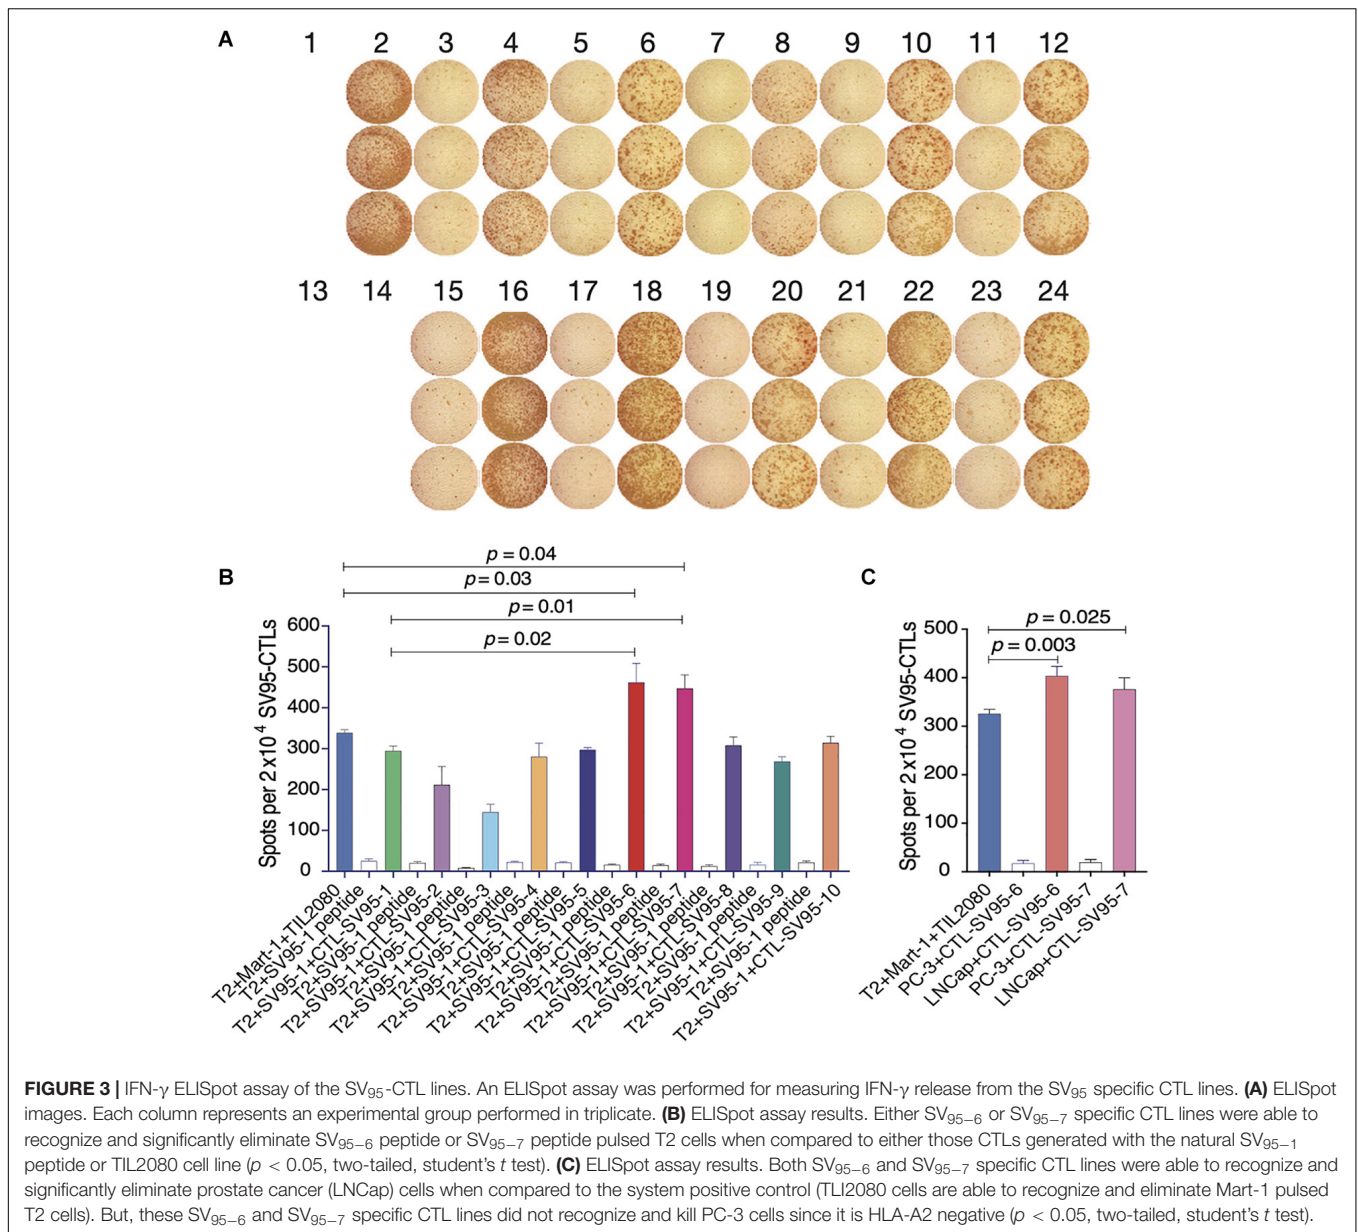 A
1 2 3 4 5 6 7 8 9 10 11 12
13 14 15 16 17 18 19 20 21 22 23 24
B
p = 0.04
p = 0.03
p = 0.01
p = 0.02
Spots per 2x10⁴ SV95-CTLs
600
500
400
300
200
100
0
T2+Mart-1+TIL2080
T2+SV95-1 peptide
T2+SV95-1+CTL-SV95-1
T2+SV95-1 peptide
T2+SV95-1+CTL-SV95-2
T2+SV95-1 peptide
T2+SV95-1+CTL-SV95-3
T2+SV95-1 peptide
T2+SV95-1+CTL-SV95-4
T2+SV95-1 peptide
T2+SV95-1+CTL-SV95-5
T2+SV95-1 peptide
T2+SV95-1+CTL-SV95-6
T2+SV95-1 peptide
T2+SV95-1+CTL-SV95-7
T2+SV95-1 peptide
T2+SV95-1+CTL-SV95-8
T2+SV95-1 peptide
T2+SV95-1+CTL-SV95-9
T2+SV95-1 peptide
T2+SV95-1+CTL-SV95-10
C
p = 0.025
p = 0.003
Spots per 2x10⁴ SV95-CTLs
500
400
300
200
100
0
T2+Mart-1+TIL2080
PC-3+CTL-SV95-6
LNCap+CTL-SV95-6
PC-3+CTL-SV95-7
LNCap+CTL-SV95-7
FIGURE 3 | IFN-γ ELISpot assay of the SV95-CTL lines. An ELISpot assay was performed for measuring IFN-γ release from the SV95 specific CTL lines. (A) ELISpot
images. Each column represents an experimental group performed in triplicate. (B) ELISpot assay results. Either SV95−6 or SV95−7 specific CTL lines were able to
recognize and significantly eliminate SV95−6 peptide or SV95−7 peptide pulsed T2 cells when compared to either those CTLs generated with the natural SV95−1
peptide or TIL2080 cell line (p < 0.05, two-tailed, student's t test). (C) ELISpot assay results. Both SV95−6 and SV95−7 specific CTL lines were able to recognize and
significantly eliminate prostate cancer (LNCap) cells when compared to the system positive control (TLI2080 cells are able to recognize and eliminate Mart-1 pulsed
T2 cells). But, these SV95−6 and SV95−7 specific CTL lines did not recognize and kill PC-3 cells since it is HLA-A2 negative (p < 0.05, two-tailed, student's t test).